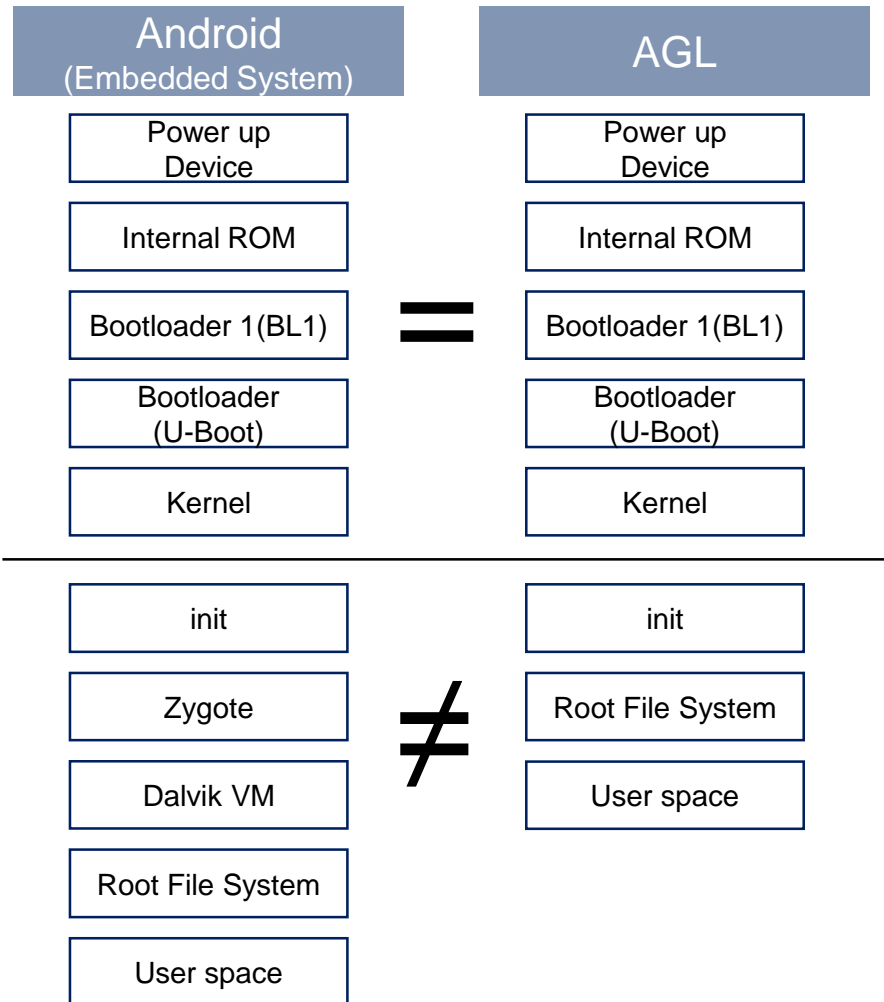 Android
(Embedded System)
Power up
Device
Internal ROM
Bootloader 1(BL1)
Bootloader
(U-Boot)
Kernel
init
Zygote
Dalvik VM
Root File System
User space
=
≠
AGL
Power up
Device
Internal ROM
Bootloader 1(BL1)
Bootloader
(U-Boot)
Kernel
init
Root File System
User space